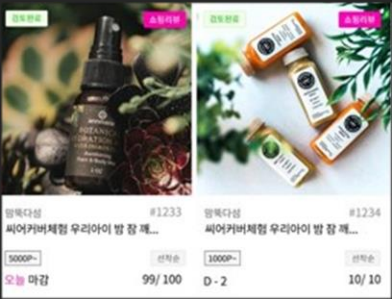 검토완료
쇼핑리뷰
맘뚝다섬
#1233
씨어커버체험 우리아이 밤 잠 깨...
5000P~
선착순
오늘 마감
99/ 100
검토완료
쇼핑리뷰
맘뚝다섬
#1234
씨어커버체험 우리아이 밤 잠 깨...
1000P~
선착순
D - 2
10/ 10